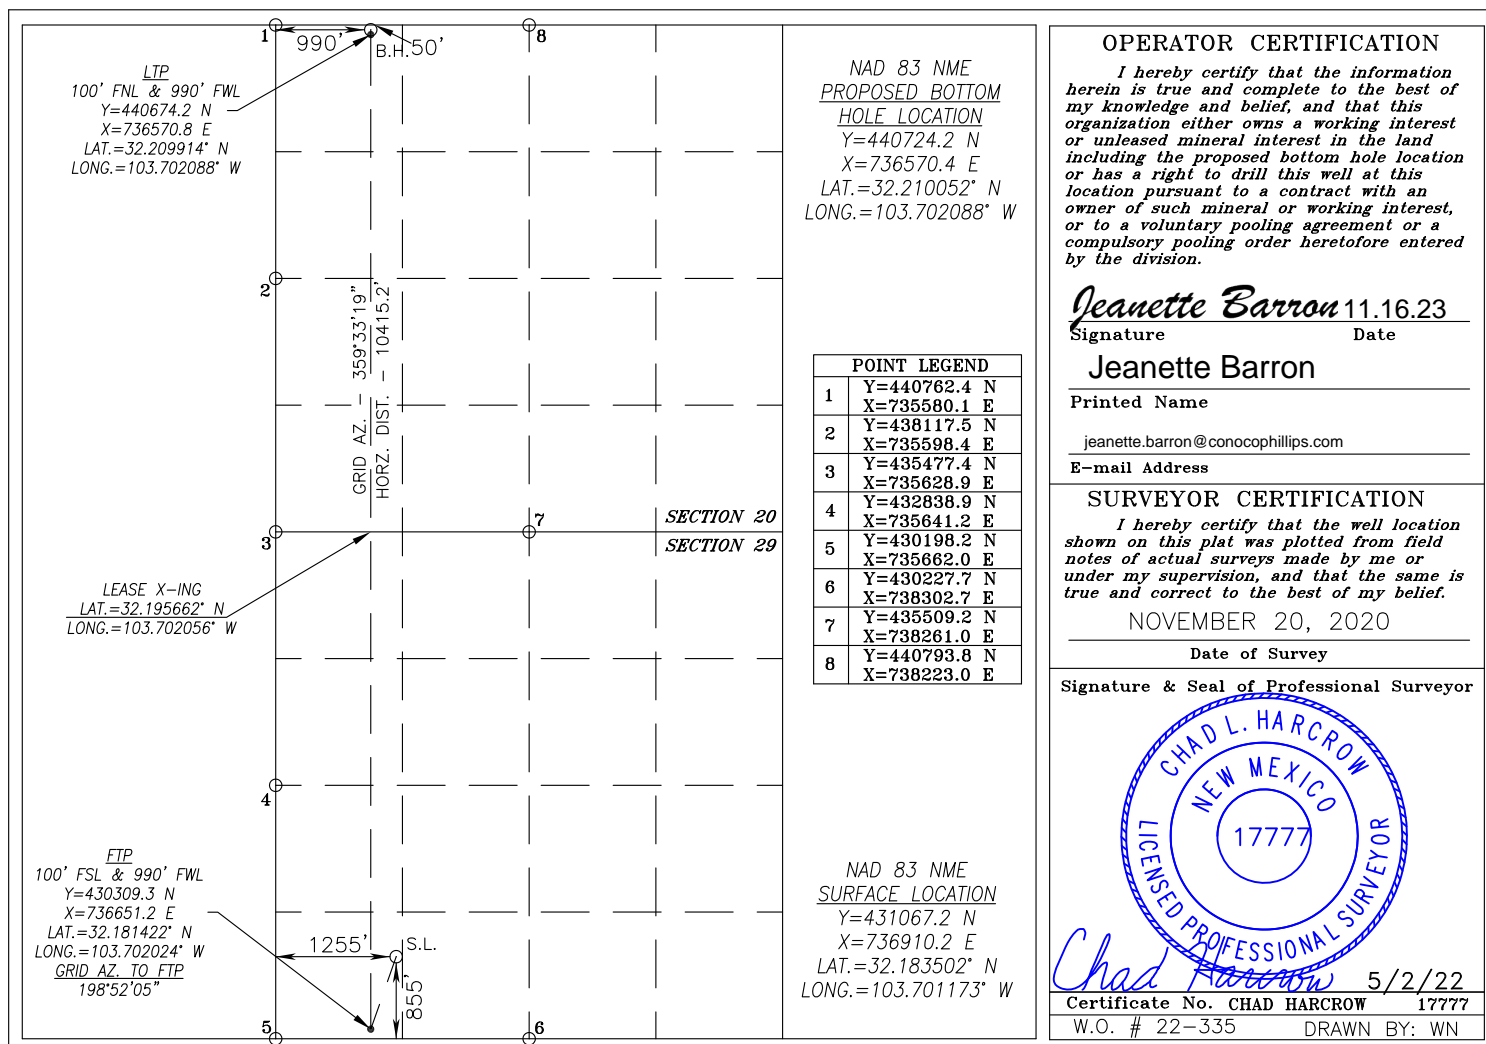 1
990'
B.H.
50'
8
LTP
100' FNL & 990' FWL
Y=440674.2 N
X=736570.8 E
LAT.=32.209914° N
LONG.=103.702088° W
2
GRID AZ. - 359°33'19"
HORZ. DIST. - 10415.2'
3
7
SECTION 20
SECTION 29
LEASE X-ING
LAT.=32.195662° N
LONG.=103.702056° W
4
FTP
100' FSL & 990' FWL
Y=430309.3 N
X=736651.2 E
LAT.=32.181422° N
LONG.=103.702024° W
GRID AZ. TO FTP
198°52'05"
1255'
S.L.
855'
5
6
NAD 83 NME
PROPOSED BOTTOM
HOLE LOCATION
Y=440724.2 N
X=736570.4 E
LAT.=32.210052° N
LONG.=103.702088° W
POINT LEGEND
1 Y=440762.4 N
X=735580.1 E
2 Y=438117.5 N
X=735598.4 E
3 Y=435477.4 N
X=735628.9 E
4 Y=432838.9 N
X=735641.2 E
5 Y=430198.2 N
X=735662.0 E
6 Y=430227.7 N
X=738302.7 E
7 Y=435509.2 N
X=738261.0 E
8 Y=440793.8 N
X=738223.0 E
NAD 83 NME
SURFACE LOCATION
Y=431067.2 N
X=736910.2 E
LAT.=32.183502° N
LONG.=103.701173° W
OPERATOR CERTIFICATION
I hereby certify that the information
herein is true and complete to the best of
my knowledge and belief, and that this
organization either owns a working interest
or unleased mineral interest in the land
including the proposed bottom hole location
or has a right to drill this well at this
location pursuant to a contract with an
owner of such mineral or working interest,
or to a voluntary pooling agreement or a
compulsory pooling order heretofore entered
by the division.
Jeanette Barron 11.16.23
Signature Date
Jeanette Barron
Printed Name
jeanette.barron@conocophillips.com
E-mail Address
SURVEYOR CERTIFICATION
I hereby certify that the well location
shown on this plat was plotted from field
notes of actual surveys made by me or
under my supervision, and that the same is
true and correct to the best of my belief.
NOVEMBER 20, 2020
Date of Survey
Signature & Seal of Professional Surveyor
CHAD L. HARCROW
NEW MEXICO
17777
LICENSED PROFESSIONAL SURVEYOR
Chad Harcrow 5/2/22
Certificate No. CHAD HARCROW 17777
W.O. # 22-335 DRAWN BY: WN